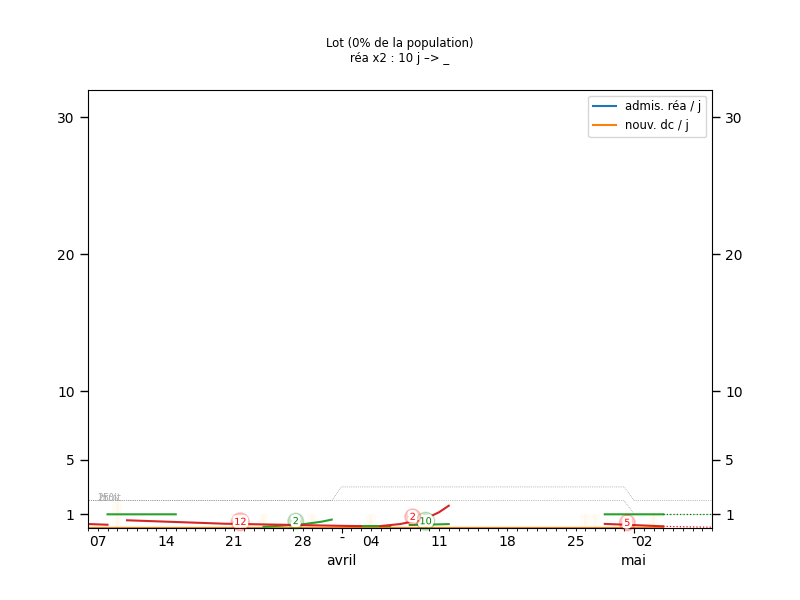 Lot (0% de la population)
réa x2 : 10 j –> _
admis. réa / j
nouv. dc / j
30 30
20 20
10 10
5 5
1 1
12 2 2 10 5
07 14 21 28 - 04 11 18 25 - 02
avril mai